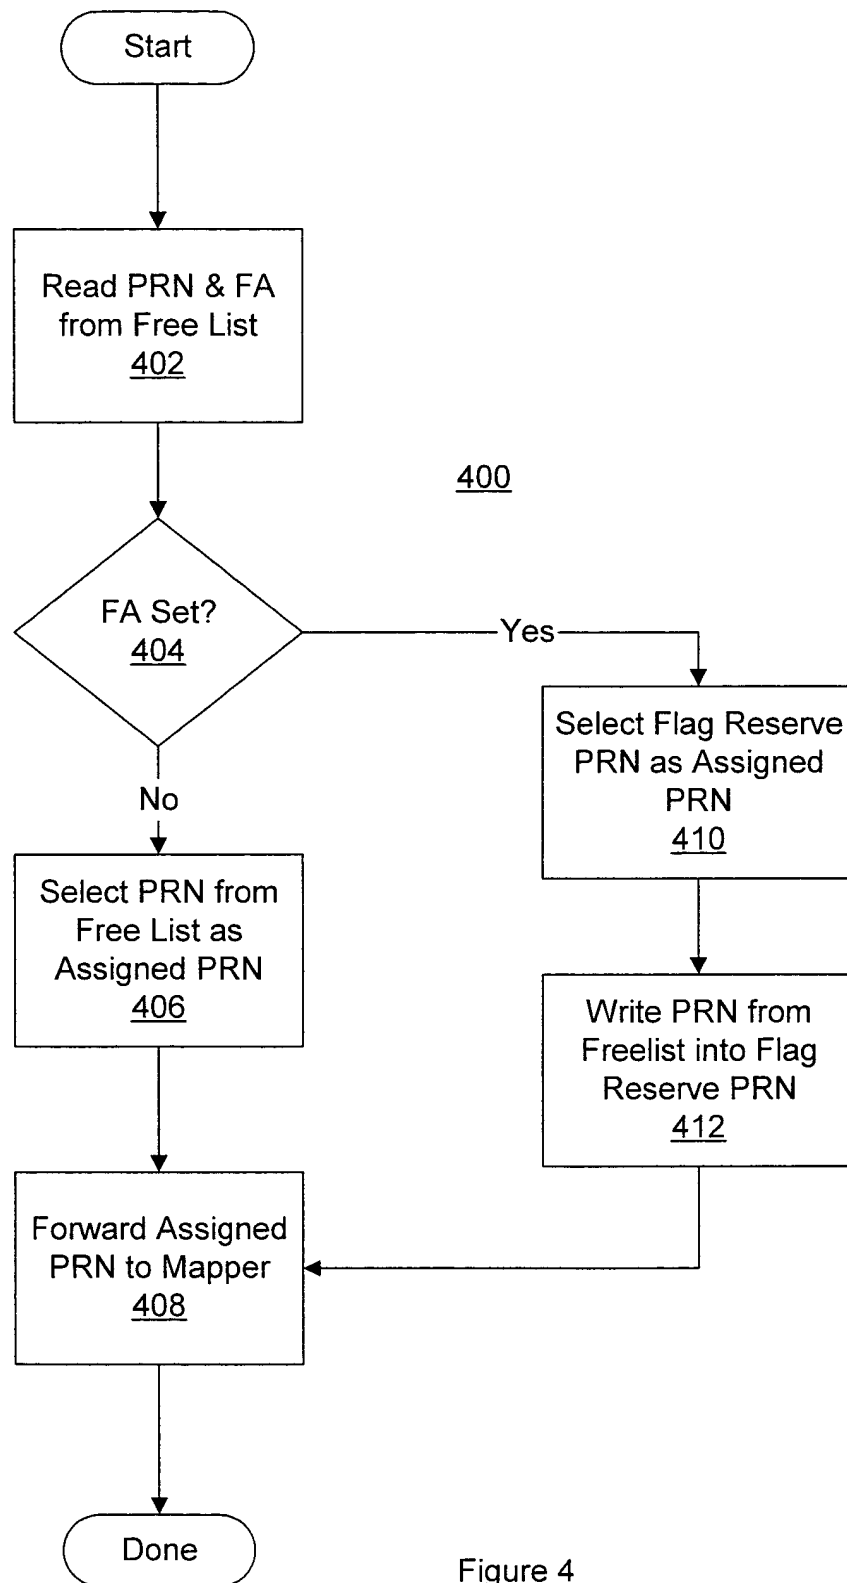 Start
Read PRN & FA
from Free List
402
400
FA Set?
404
Yes
No
Select Flag Reserve
PRN as Assigned
PRN
410
Select PRN from
Free List as
Assigned PRN
406
Write PRN from
Freelist into Flag
Reserve PRN
412
Forward Assigned
PRN to Mapper
408
Done
Figure 4